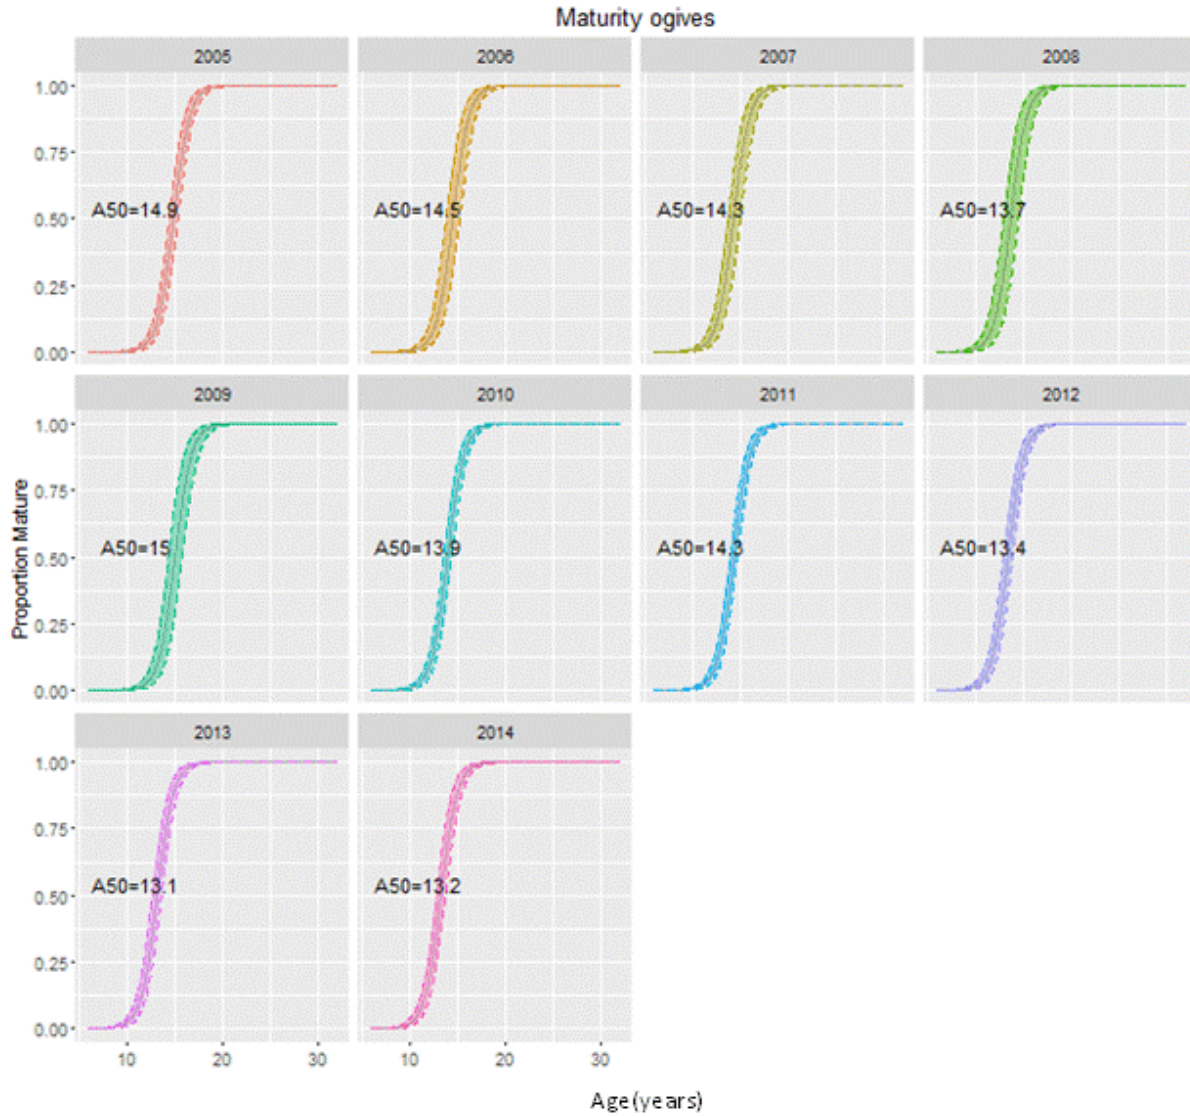 Maturity ogives
2005 2006 2007 2008
1.00
0.75
A50=14.9 A50=14.5 A50=14.3 A50=13.7
0.50
0.25
0.00
2009 2010 2011 2012
1.00
0.75
Proportion Mature
A50=15 A50=13.9 A50=14.3 A50=13.4
0.50
0.25
0.00
2013 2014
1.00
0.75
A50=13.1 A50=13.2
0.50
0.25
0.00
10 20 30 10 20 30
Age(years)